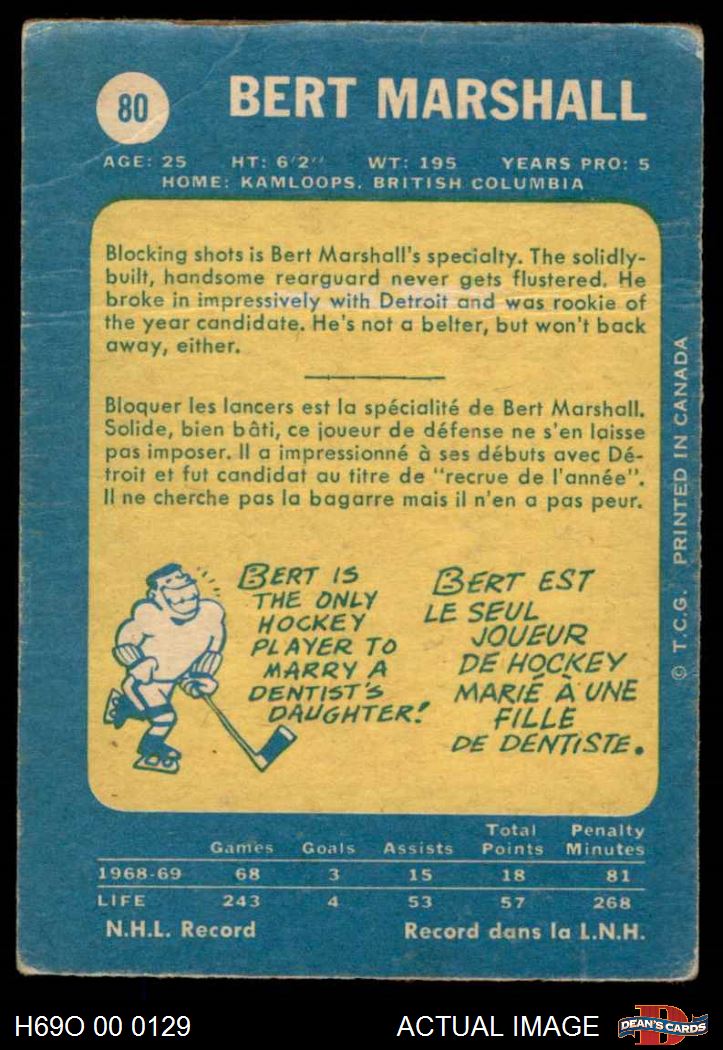 80
BERT MARSHALL
AGE: 25 HT: 6'2" WT: 195 YEARS PRO: 5
HOME: KAMLOOPS, BRITISH COLUMBIA
Blocking shots is Bert Marshall's specialty. The solidly-
built, handsome rearguard never gets flustered. He
broke in impressively with Detroit and was rookie of
the year candidate. He's not a belter, but won't back
away, either.
Bloquer les lancers est la spécialité de Bert Marshall.
Solide, bien bâti, ce joueur de défense ne s'en laisse
pas imposer. Il a impressionné à ses débuts avec Dé-
troit et fut candidat au titre de "recrue de l'année".
Il ne cherche pas la bagarre mais il n'en a pas peur.
BERT IS
THE ONLY
HOCKEY
PLAYER TO
MARRY A
DENTIST'S
DAUGHTER!
BERT EST
LE SEUL
JOUEUR
DE HOCKEY
MARIÉ À UNE
FILLE
DE DENTISTE.
© T.C.G. PRINTED IN CANADA
Games Goals Assists Total Points Penalty Minutes
1968-69 68 3 15 18 81
LIFE 243 4 53 57 268
N.H.L. Record Record dans la L.N.H.
H69O 00 0129 ACTUAL IMAGE D DEAN'S CARDS